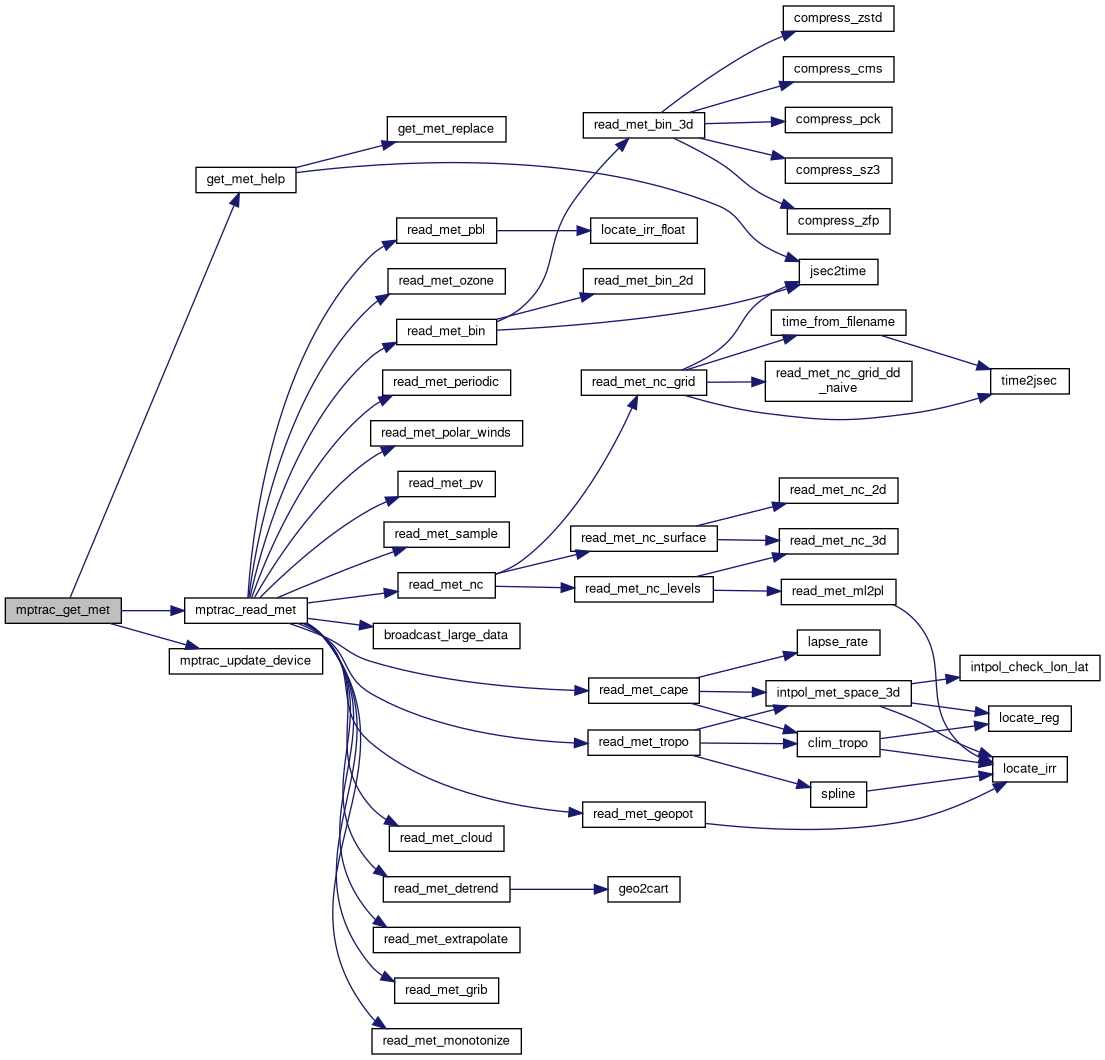 compress_zstd
compress_cms
compress_pck
compress_sz3
compress_zfp
get_met_replace
read_met_bin_3d
get_met_help
read_met_pbl
locate_irr_float
read_met_ozone
read_met_bin_2d
jsec2time
read_met_bin
time_from_filename
read_met_periodic
read_met_nc_grid
read_met_nc_grid_dd
_naive
time2jsec
read_met_polar_winds
read_met_pv
read_met_nc_2d
read_met_sample
read_met_nc_surface
read_met_nc_3d
read_met_nc
read_met_nc_levels
read_met_ml2pl
mptrac_get_met
mptrac_read_met
broadcast_large_data
lapse_rate
mptrac_update_device
intpol_check_lon_lat
read_met_cape
intpol_met_space_3d
locate_reg
read_met_tropo
clim_tropo
locate_irr
spline
read_met_geopot
read_met_cloud
read_met_detrend
geo2cart
read_met_extrapolate
read_met_grib
read_met_monotonize